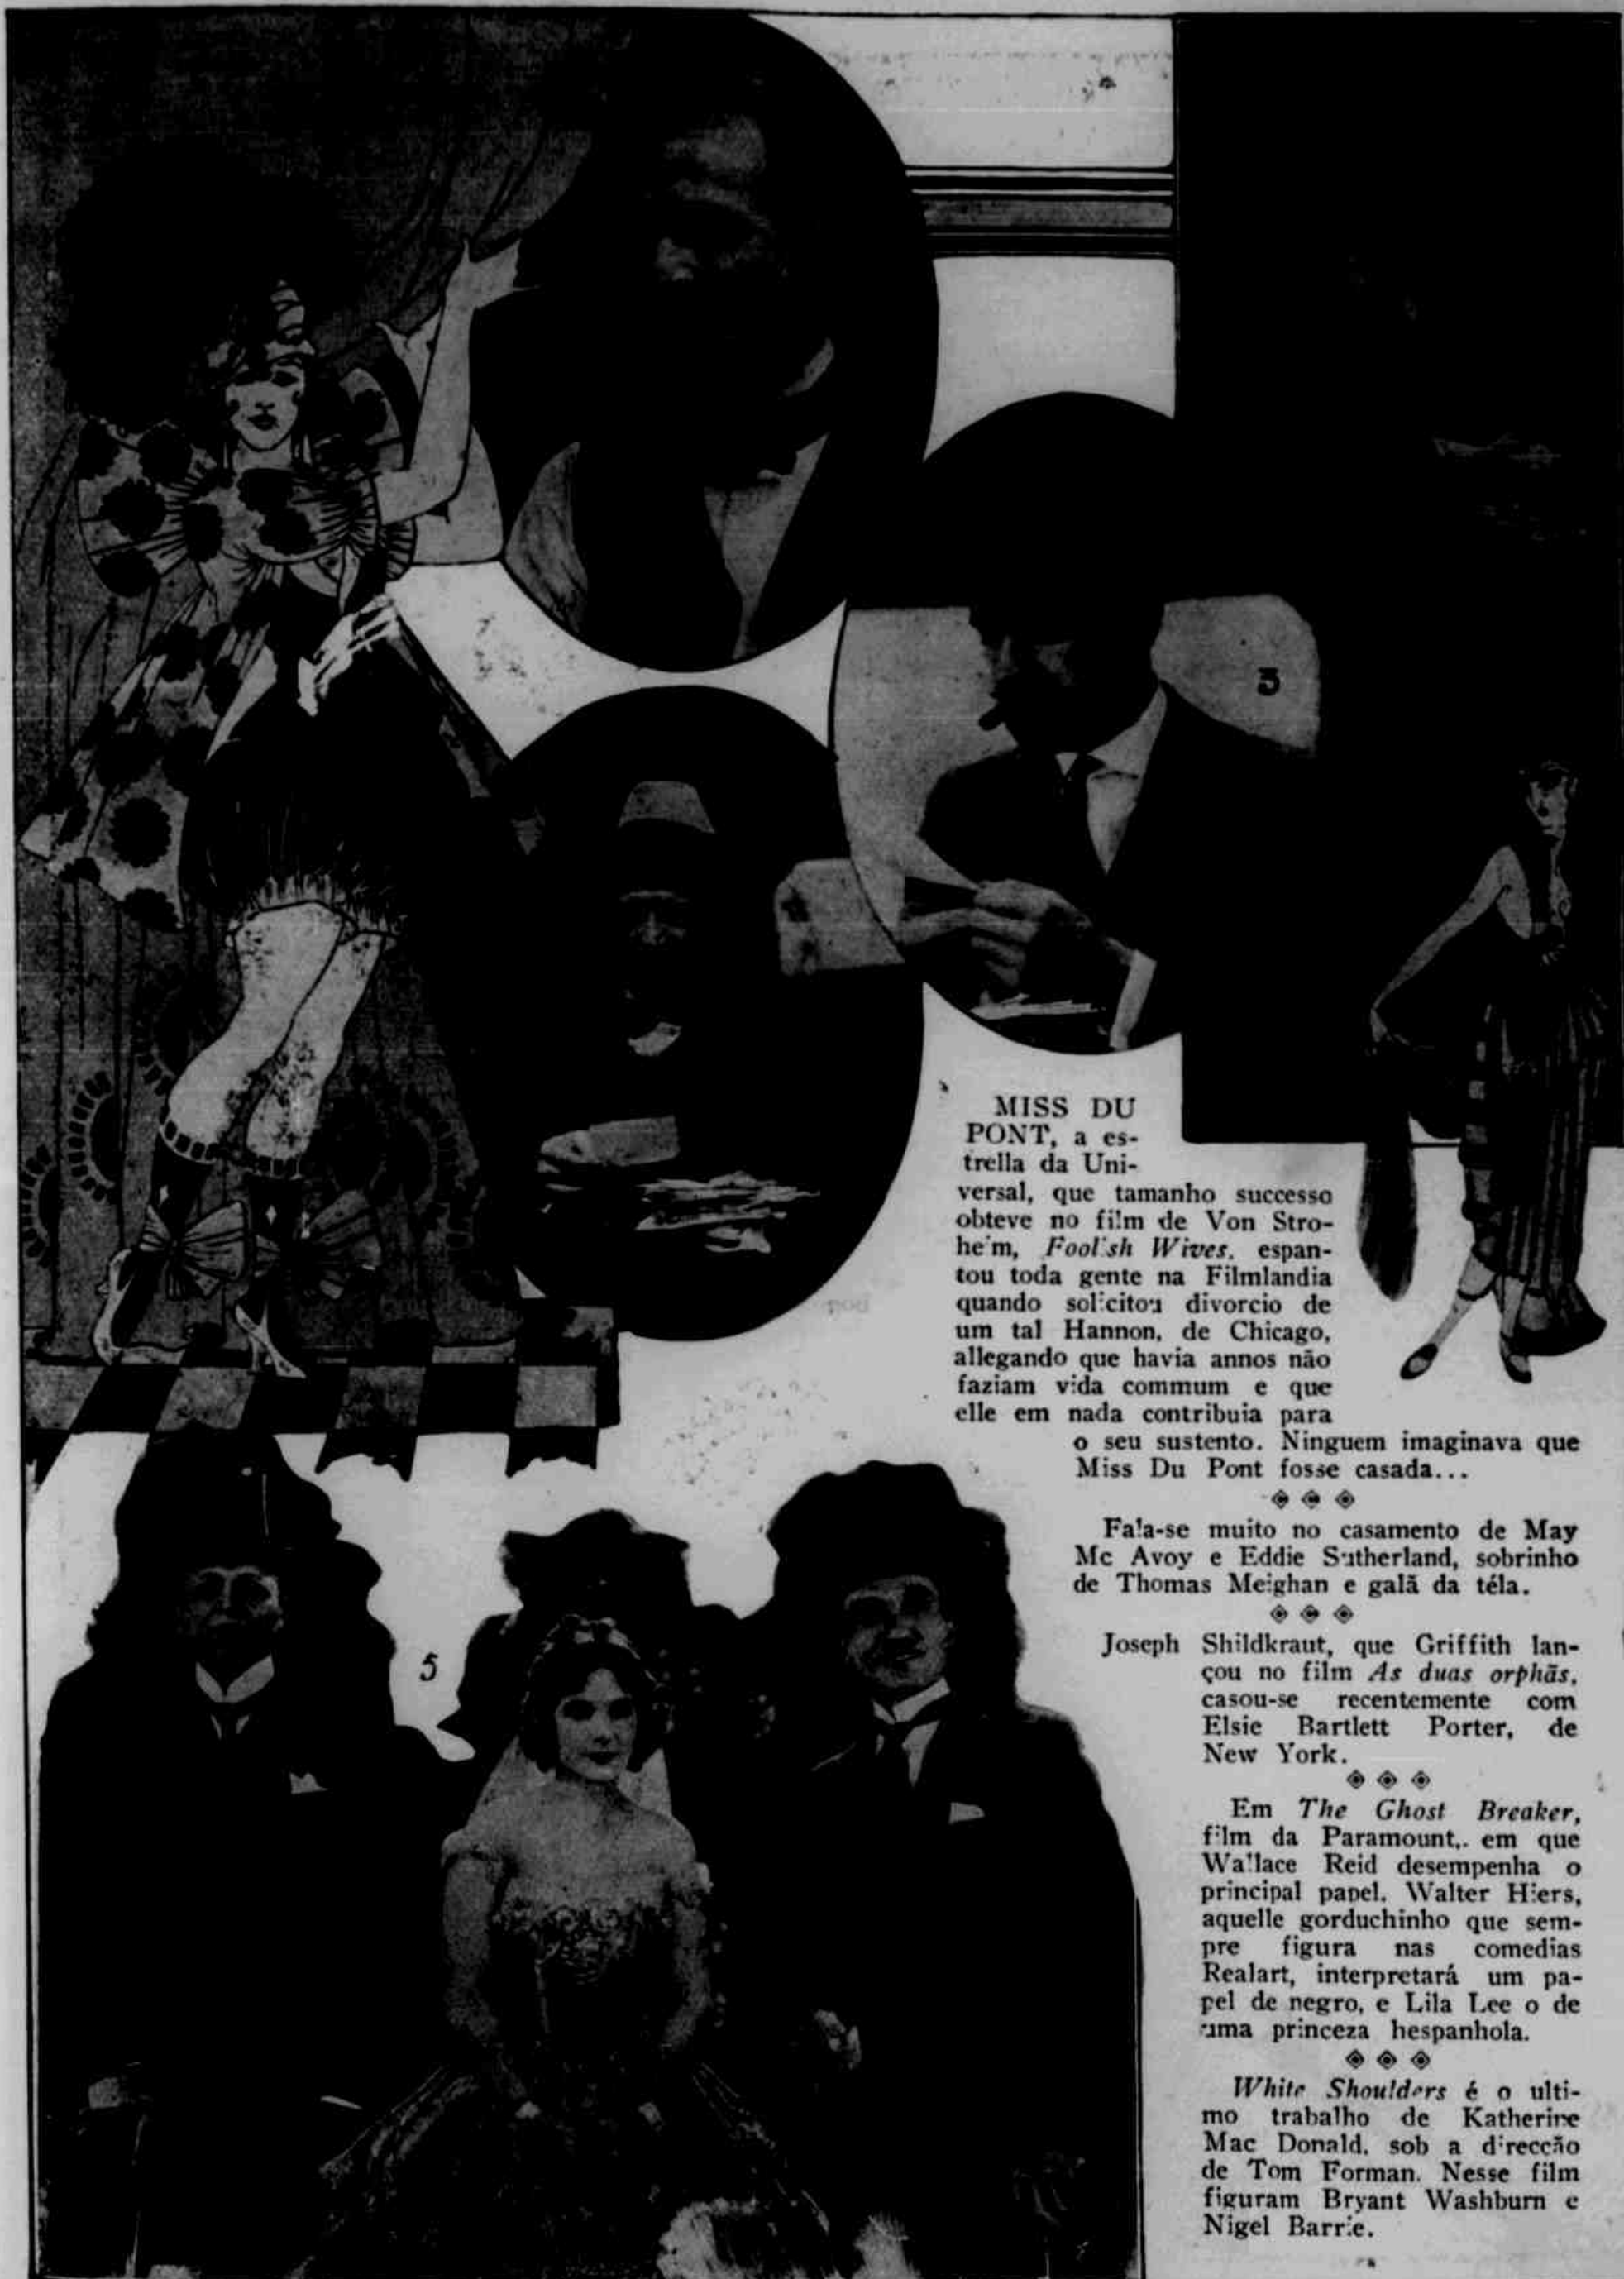 3
MISS DU
PONT, a es-
trella da Uni-
versal, que tamanho successo
obteve no film de Von Stro-
heim, Foolish Wives, espan-
tou toda gente na Filmlandia
quando solicitou divorcio de
um tal Hannon, de Chicago,
allegando que havia annos não
faziam vida commum e que
elle em nada contribuia para
o seu sustento. Ninguem imaginava que
Miss Du Pont fosse casada...
Fala-se muito no casamento de May
Mc Avoy e Eddie Sutherland, sobrinho
de Thomas Meighan e galã da téla.
Joseph Shildkraut, que Griffith lan-
çou no film As duas orphãs,
casou-se recentemente com
Elsie Bartlett Porter, de
New York.
Em The Ghost Breaker,
film da Paramount,. em que
Wallace Reid desempenha o
principal papel, Walter Hiers,
aquelle gorduchinho que sem-
pre figura nas comedias
Realart, interpretará um pa-
pel de negro, e Lila Lee o de
uma princeza hespanhola.
White Shoulders é o ulti-
mo trabalho de Katherine
Mac Donald, sob a direcção
de Tom Forman. Nesse film
figuram Bryant Washburn e
Nigel Barrie.
5